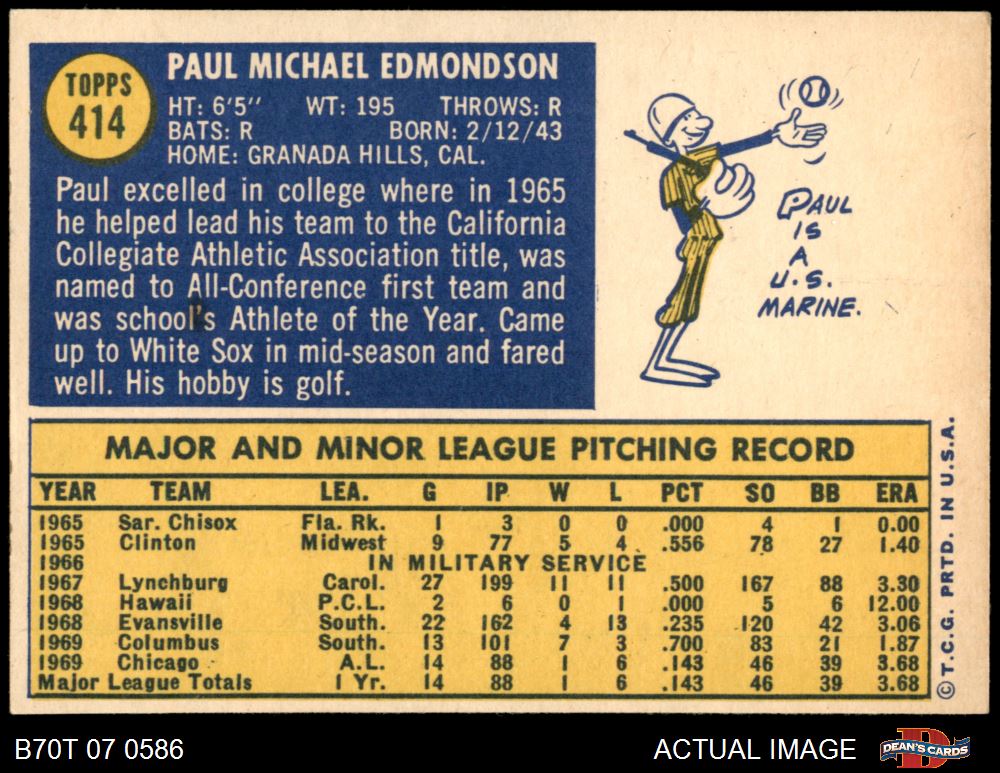 TOPPS
414
PAUL MICHAEL EDMONDSON
HT: 6'5" WT: 195 THROWS: R
BATS: R BORN: 2/12/43
HOME: GRANADA HILLS, CAL.
Paul excelled in college where in 1965
he helped lead his team to the California
Collegiate Athletic Association title, was
named to All-Conference first team and
was school's Athlete of the Year. Came
up to White Sox in mid-season and fared
well. His hobby is golf.
PAUL
IS
A
U.S.
MARINE.
MAJOR AND MINOR LEAGUE PITCHING RECORD
YEAR TEAM LEA. G IP W L PCT SO BB ERA
1965 Sar. Chisox Fla. Rk. 1 3 0 0 .000 4 1 0.00
1965 Clinton Midwest 9 77 5 4 .556 78 27 1.40
1966 IN MILITARY SERVICE
1967 Lynchburg Carol. 27 199 11 11 .500 167 88 3.30
1968 Hawaii P.C.L. 2 6 0 1 .000 5 6 12.00
1968 Evansville South. 22 162 4 13 .235 120 42 3.06
1969 Columbus South. 13 101 7 3 .700 83 21 1.87
1969 Chicago A.L. 14 88 1 6 .143 46 39 3.68
Major League Totals 1 Yr. 14 88 1 6 .143 46 39 3.68
© T.C.G. PRTD. IN U.S.A.
B70T 07 0586
ACTUAL IMAGE
B
DEAN'S CARDS